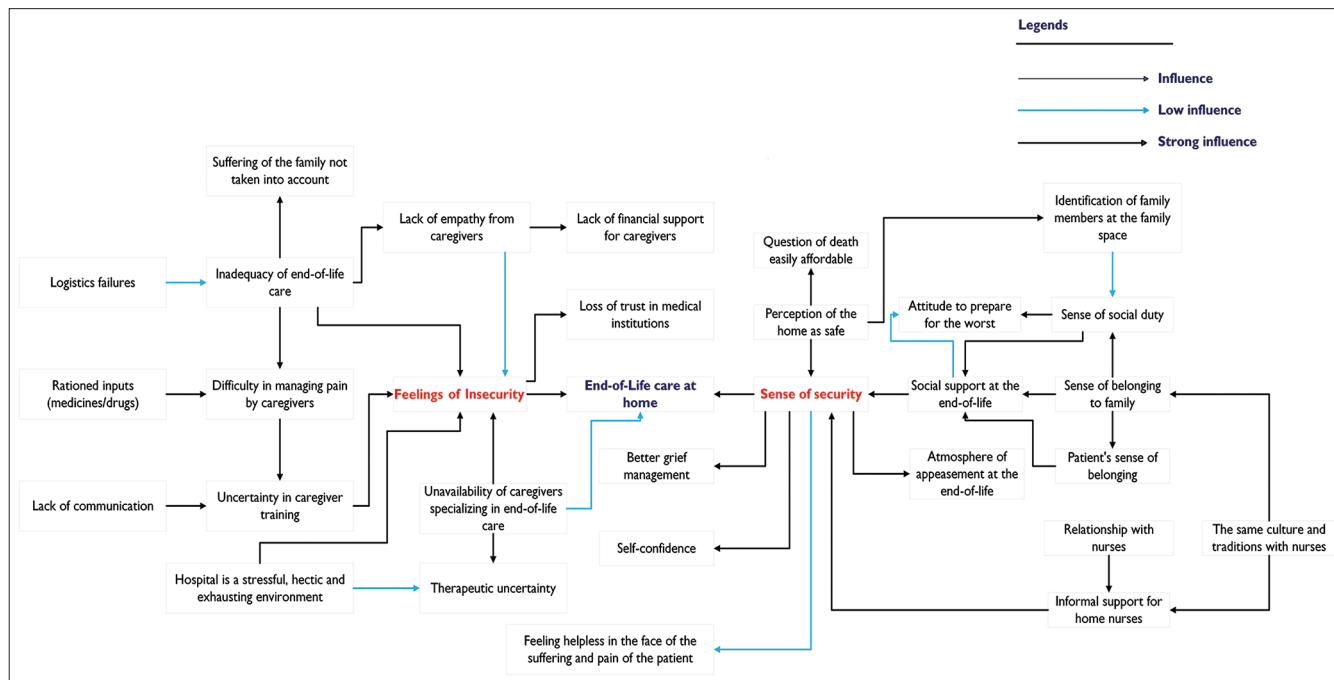 Legends
Influence
Low influence
Strong influence
Suffering of the family not
taken into account
Lack of empathy from
caregivers
Lack of financial support
for caregivers
Identification of family
members at the family
space
Question of death
easily affordable
Logistics failures
Inadequacy of end-of-life
care
Loss of trust in medical
institutions
Perception of the
home as safe
Attitude to prepare
for the worst
Sense of social duty
Rationed inputs
(medicines/drugs)
Difficulty in managing pain
by caregivers
Feelings of Insecurity
End-of-Life care at
home
Sense of security
Social support at the
end-of-life
Sense of belonging
to family
Better grief
management
Atmosphere of
appeasement at the
end-of-life
Patient's sense of
belonging
Lack of communication
Uncertainty in caregiver
training
Unavailability of caregivers
specializing in end-of-life
care
Self-confidence
Relationship with
nurses
The same culture and
traditions with nurses
Hospital is a stressful, hectic and
exhausting environment
Therapeutic uncertainty
Informal support for
home nurses
Feeling helpless in the face of the
suffering and pain of the patient